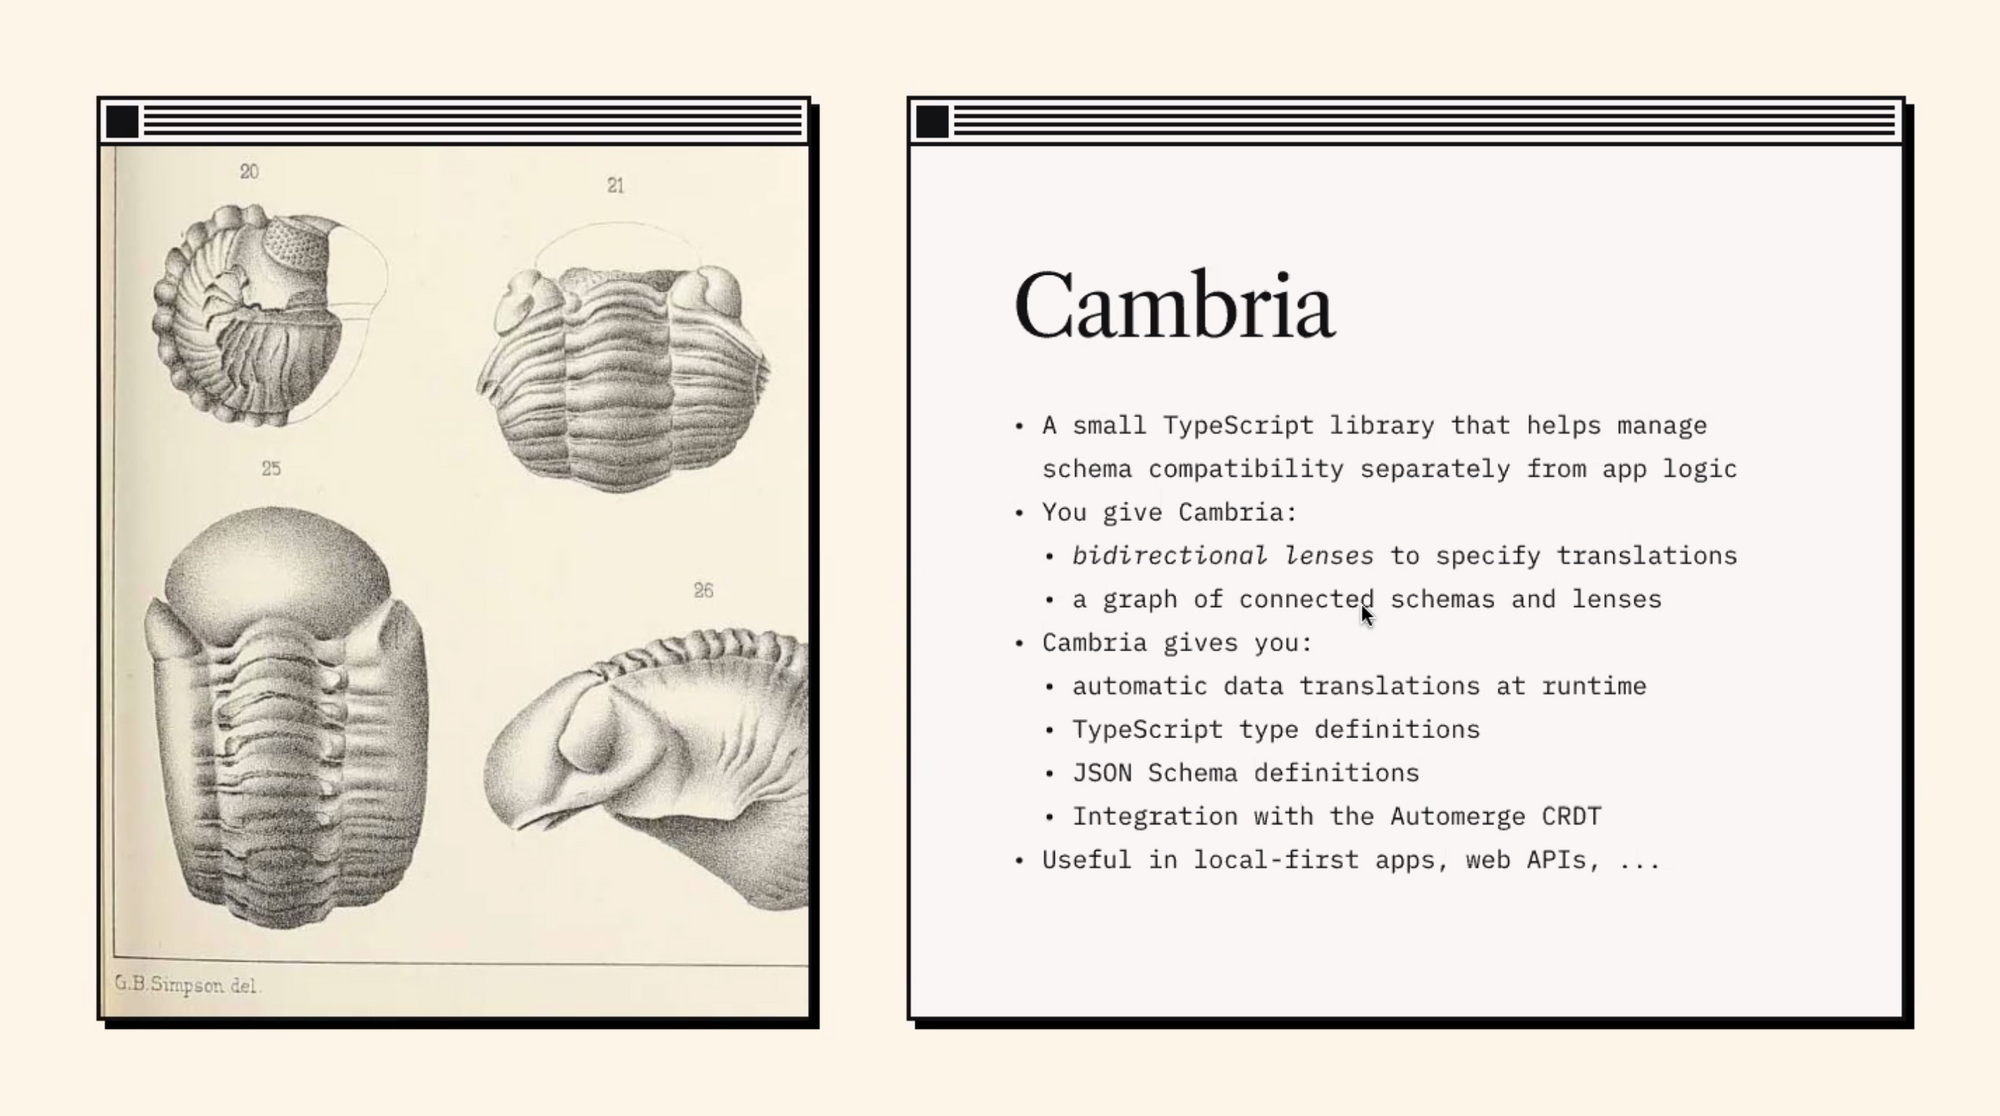 20
21
25
26
G.B.Simpson del.
Cambria
• A small TypeScript library that helps manage
schema compatibility separately from app logic
• You give Cambria:
• bidirectional lenses to specify translations
• a graph of connected schemas and lenses
• Cambria gives you:
• automatic data translations at runtime
• TypeScript type definitions
• JSON Schema definitions
• Integration with the Automerge CRDT
• Useful in local-first apps, web APIs, ...